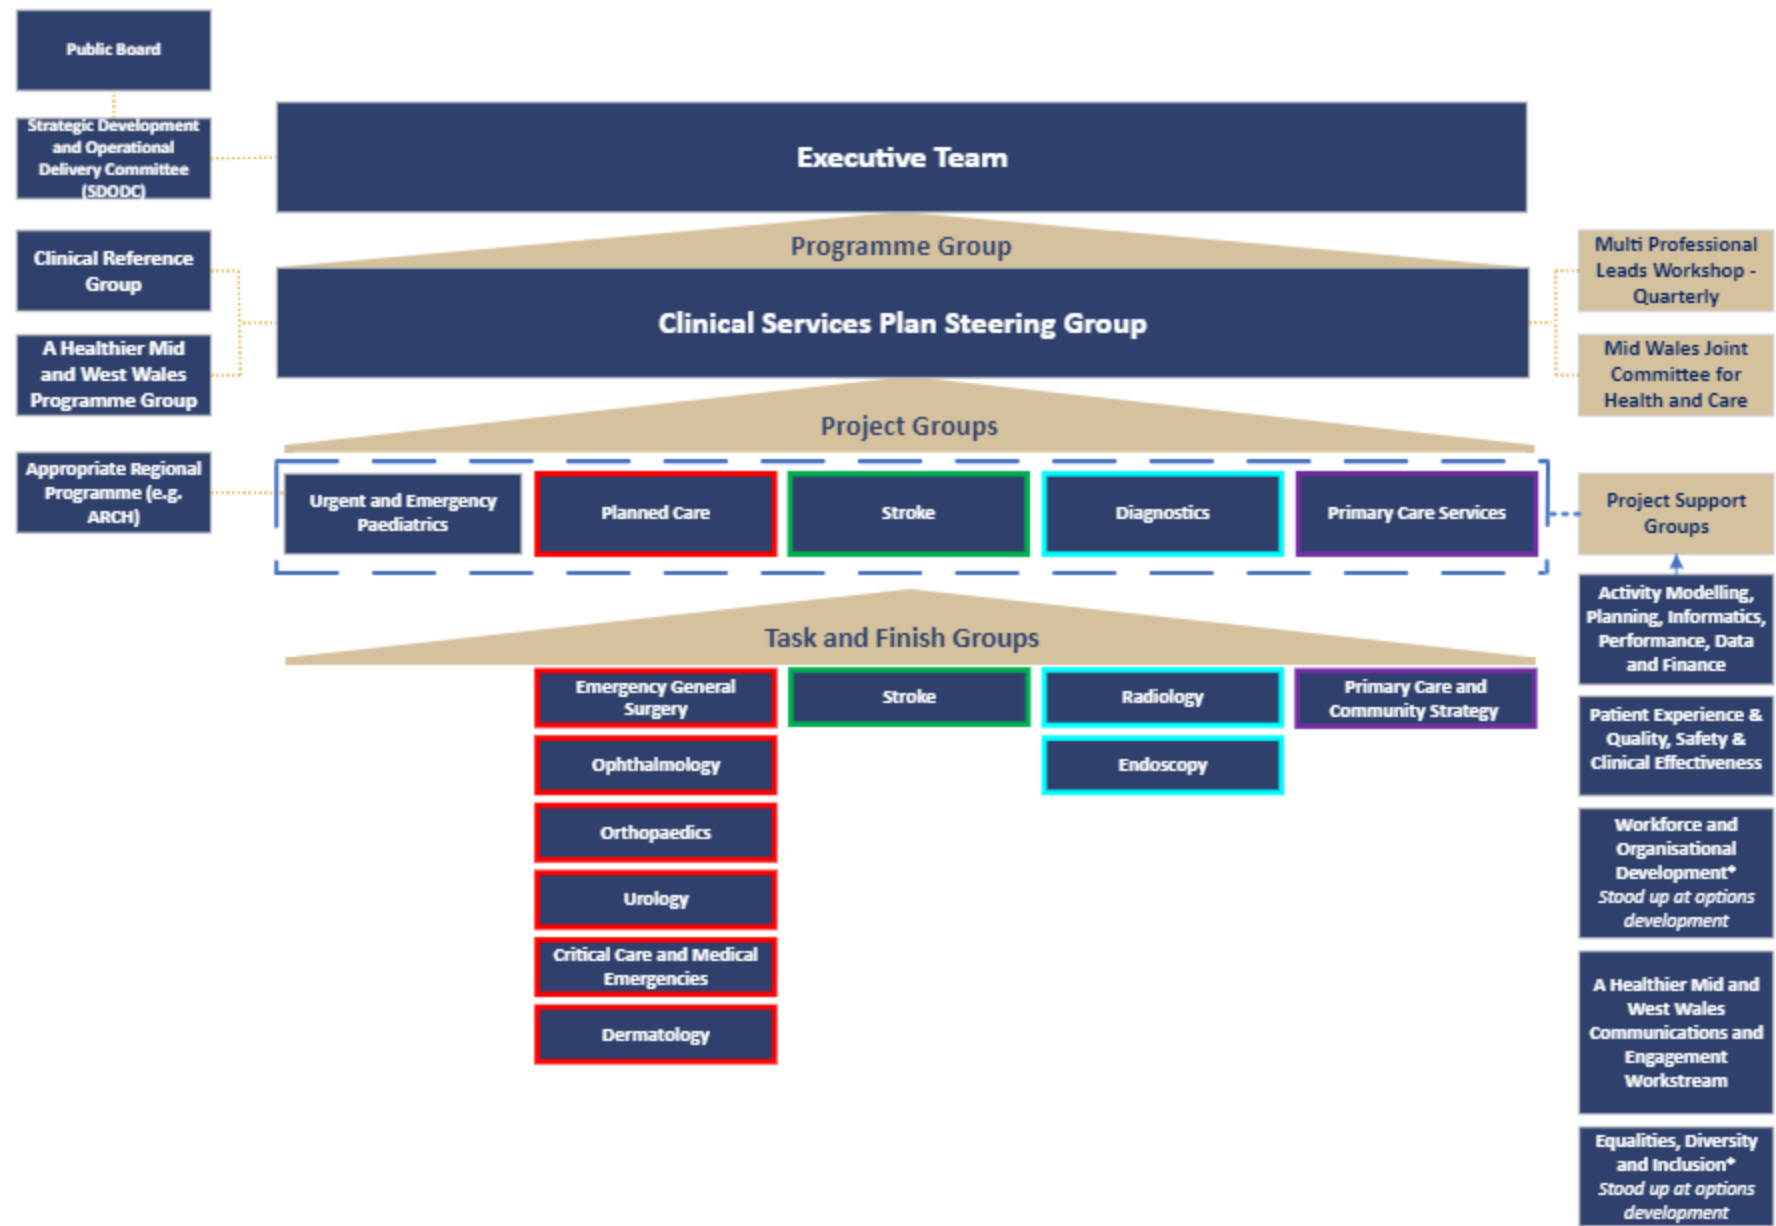 Public Board
Strategic Development
and Operational
Delivery Committee
(SDODC)
Executive Team
Programme Group
Clinical Reference
Group
A Healthier Mid
and West Wales
Programme Group
Clinical Services Plan Steering Group
Multi Professional
Leads Workshop -
Quarterly
Mid Wales Joint
Committee for
Health and Care
Project Groups
Appropriate Regional
Programme (e.g.
ARCH)
Urgent and Emergency
Paediatrics
Planned Care
Stroke
Diagnostics
Primary Care Services
Project Support
Groups
Task and Finish Groups
Emergency General
Surgery
Ophthalmology
Orthopaedics
Urology
Critical Care and Medical
Emergencies
Dermatology
Stroke
Radiology
Endoscopy
Primary Care and
Community Strategy
Activity Modelling,
Planning, Informatics,
Performance, Data
and Finance
Patient Experience &
Quality, Safety &
Clinical Effectiveness
Workforce and
Organisational
Development*
Stood up at options
development
A Healthier Mid and
West Wales
Communications and
Engagement
Workstream
Equalities, Diversity
and Inclusion*
Stood up at options
development